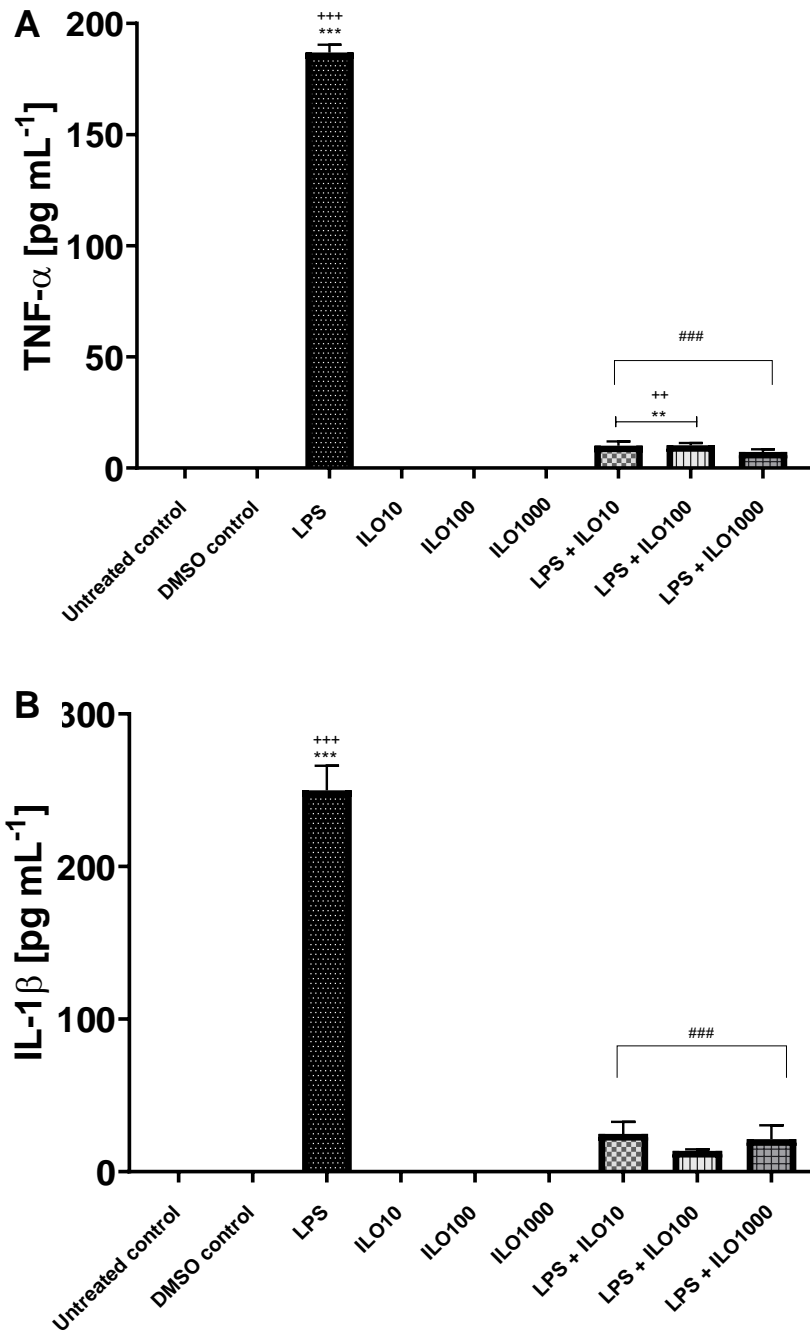 A
TNF-α [pg mL⁻¹]
200
150
100
50
0
+++
***
###
++
**
Untreated control
DMSO control
LPS
ILO10
ILO100
ILO1000
LPS + ILO10
LPS + ILO100
LPS + ILO1000
B
IL-1β [pg mL⁻¹]
300
200
100
0
+++
***
###
Untreated control
DMSO control
LPS
ILO10
ILO100
ILO1000
LPS + ILO10
LPS + ILO100
LPS + ILO1000